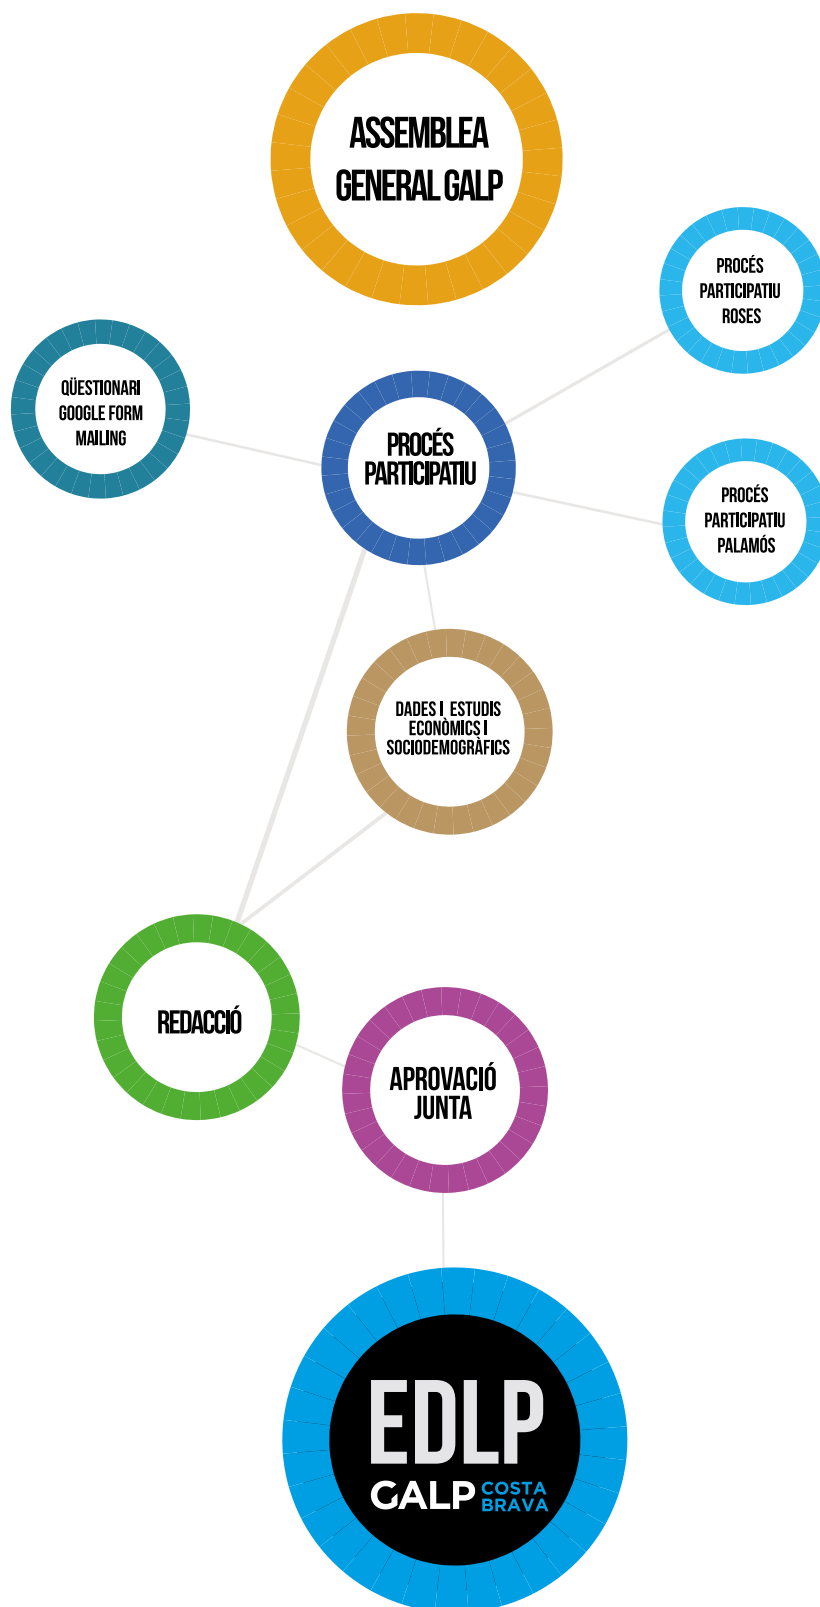 ASSEMBLEA
GENERAL GALP
PROCÉS
PARTICIPATIU
ROSES
QÜESTIONARI
GOOGLE FORM
MAILING
PROCÉS
PARTICIPATIU
PROCÉS
PARTICIPATIU
PALAMÓS
DADES I ESTUDIS
ECONÒMICS I
SOCIODEMOGRÀFICS
REDACCIÓ
APROVACIÓ
JUNTA
EDLP
GALP COSTA
BRAVA